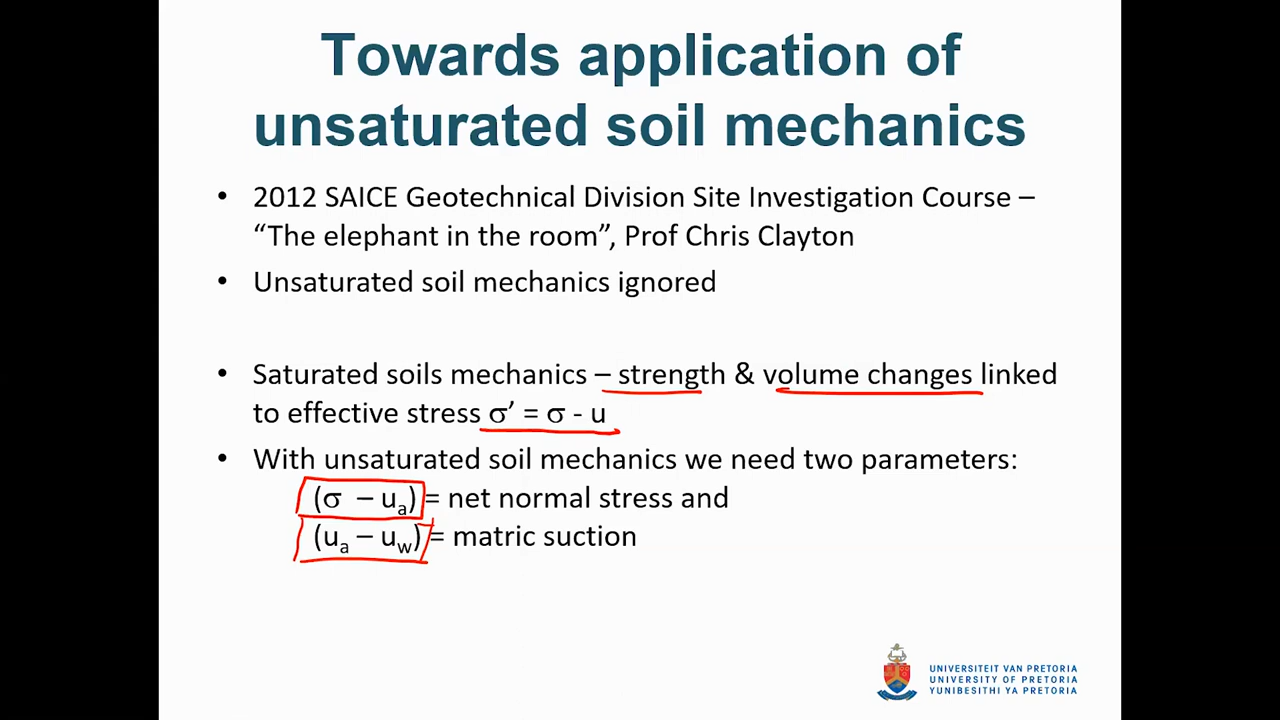 Towards application of
unsaturated soil mechanics
• 2012 SAICE Geotechnical Division Site Investigation Course –
“The elephant in the room”, Prof Chris Clayton
• Unsaturated soil mechanics ignored
• Saturated soils mechanics – strength & volume changes linked
to effective stress σ’ = σ - u
• With unsaturated soil mechanics we need two parameters:
(σ – uₐ) = net normal stress and
(uₐ – u_w) = matric suction
UNIVERSITEIT VAN PRETORIA
UNIVERSITY OF PRETORIA
YUNIBESITHI YA PRETORIA